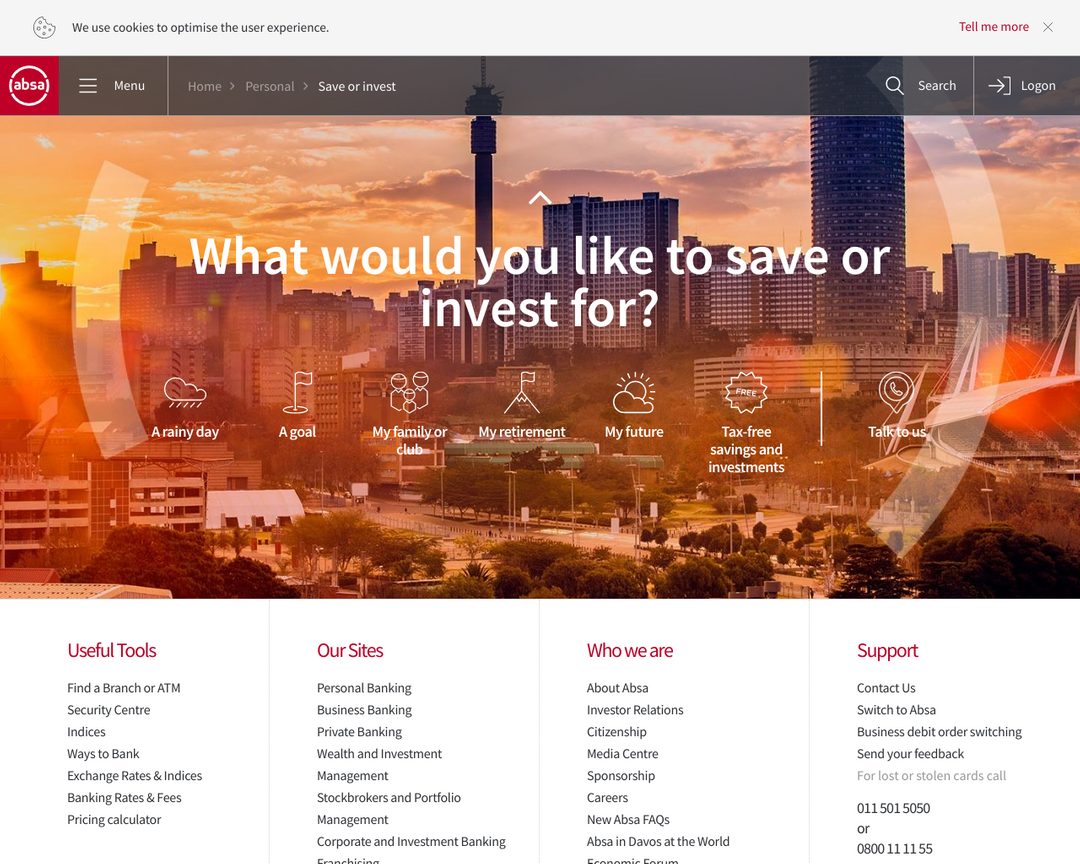 We use cookies to optimise the user experience.
Tell me more
absa
Menu
Home
Personal
Save or invest
Search
Logon
What would you like to save or
invest for?
A rainy day
A goal
My family or
club
My retirement
My future
FREE
Tax-free
savings and
investments
Talk to us
Useful Tools
Find a Branch or ATM
Security Centre
Indices
Ways to Bank
Exchange Rates & Indices
Banking Rates & Fees
Pricing calculator
Our Sites
Personal Banking
Business Banking
Private Banking
Wealth and Investment
Management
Stockbrokers and Portfolio
Management
Corporate and Investment Banking
Franchising
Who we are
About Absa
Investor Relations
Citizenship
Media Centre
Sponsorship
Careers
New Absa FAQs
Absa in Davos at the World
Economic Forum
Support
Contact Us
Switch to Absa
Business debit order switching
Send your feedback
For lost or stolen cards call
011 501 5050
or
0800 11 11 55